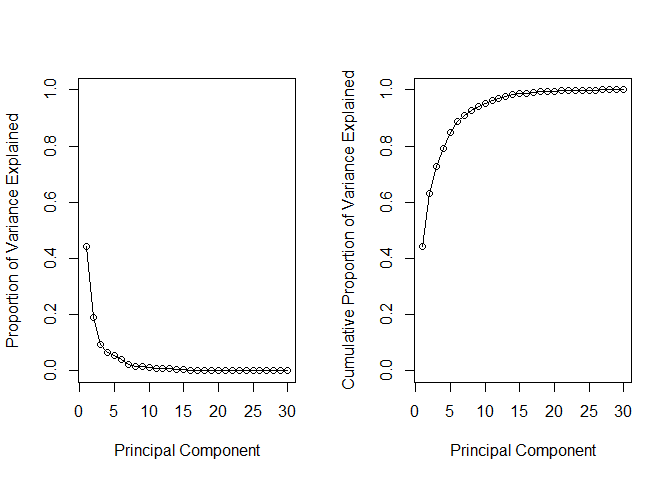 Proportion of Variance Explained
0.0 0.2 0.4 0.6 0.8 1.0
0 5 10 15 20 25 30
Principal Component
Cumulative Proportion of Variance Explained
0.0 0.2 0.4 0.6 0.8 1.0
0 5 10 15 20 25 30
Principal Component